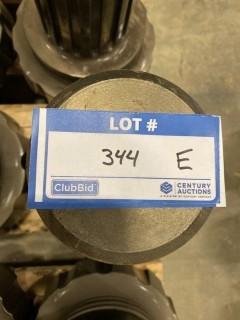 LOT #
344 E
ClubBid
CENTURY
AUCTIONS